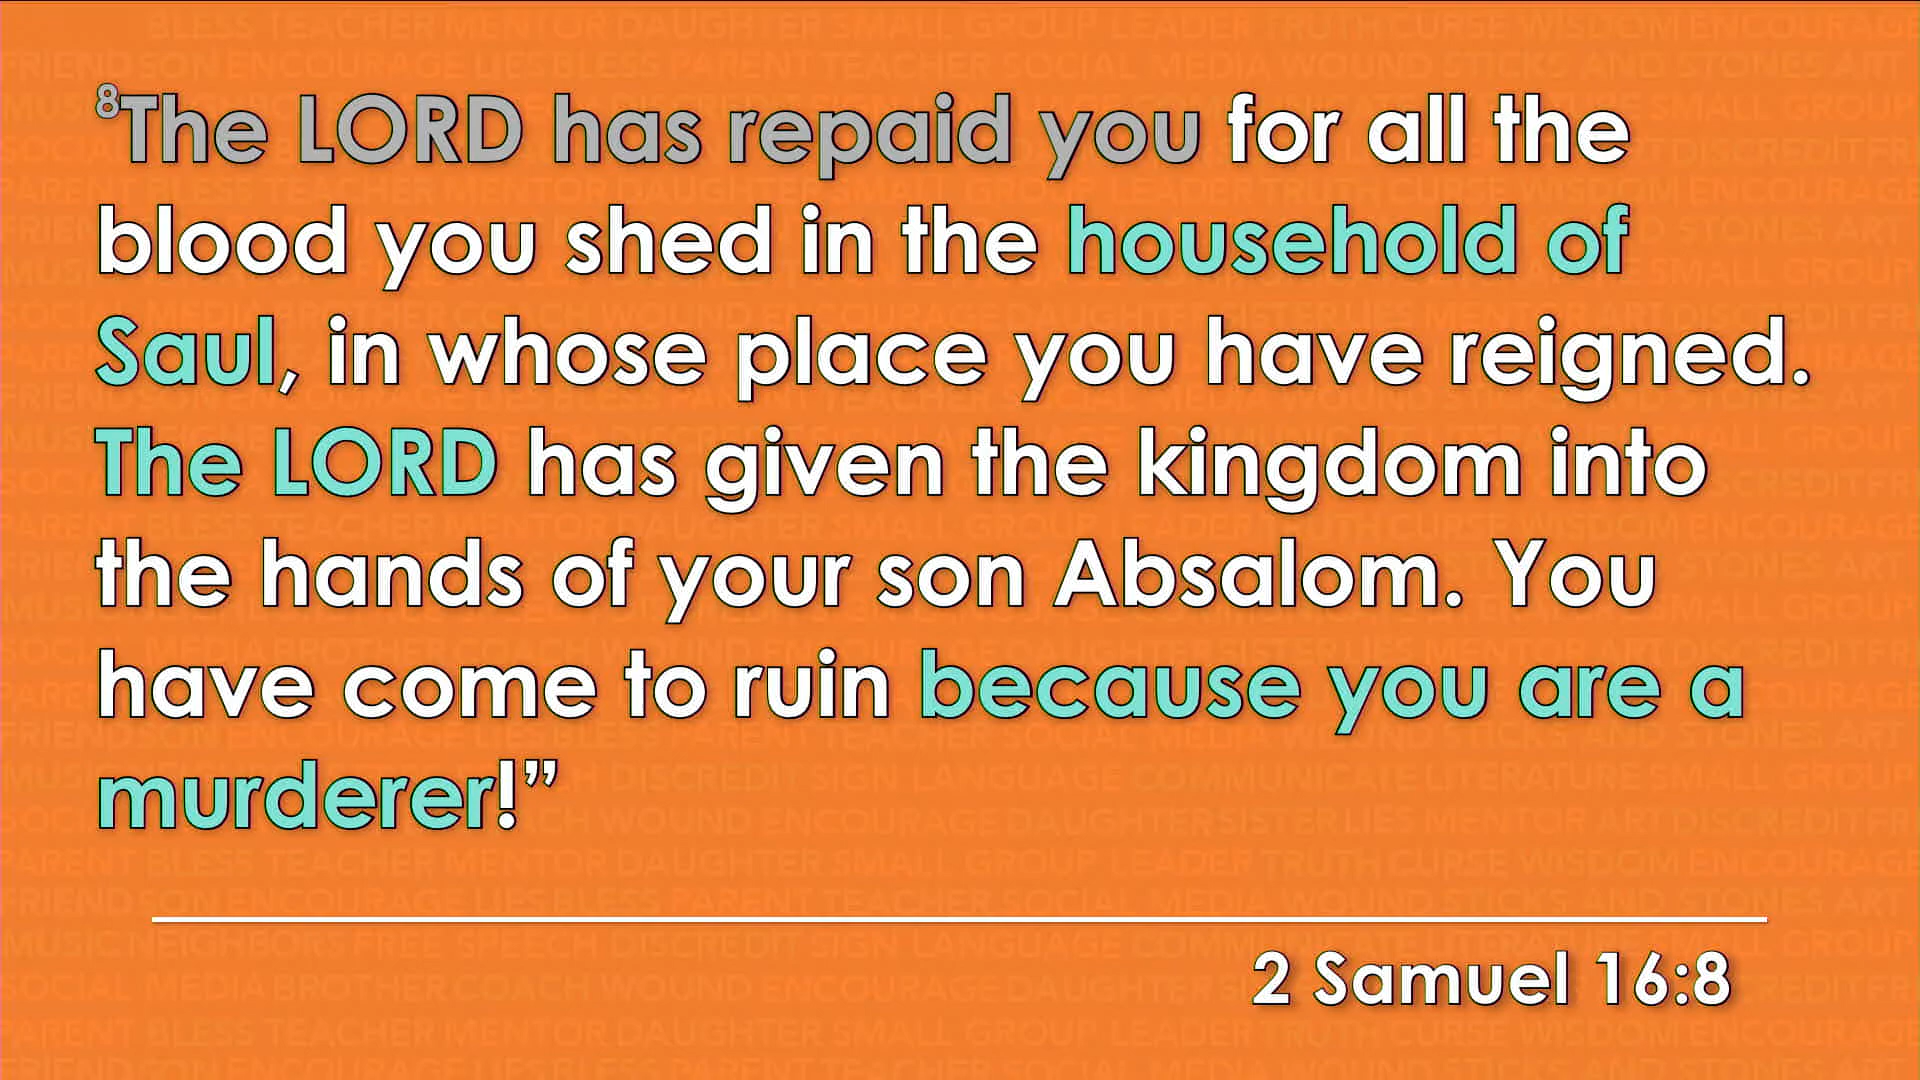 ⁸The LORD has repaid you for all the
blood you shed in the household of
Saul, in whose place you have reigned.
The LORD has given the kingdom into
the hands of your son Absalom. You
have come to ruin because you are a
murderer!”
2 Samuel 16:8